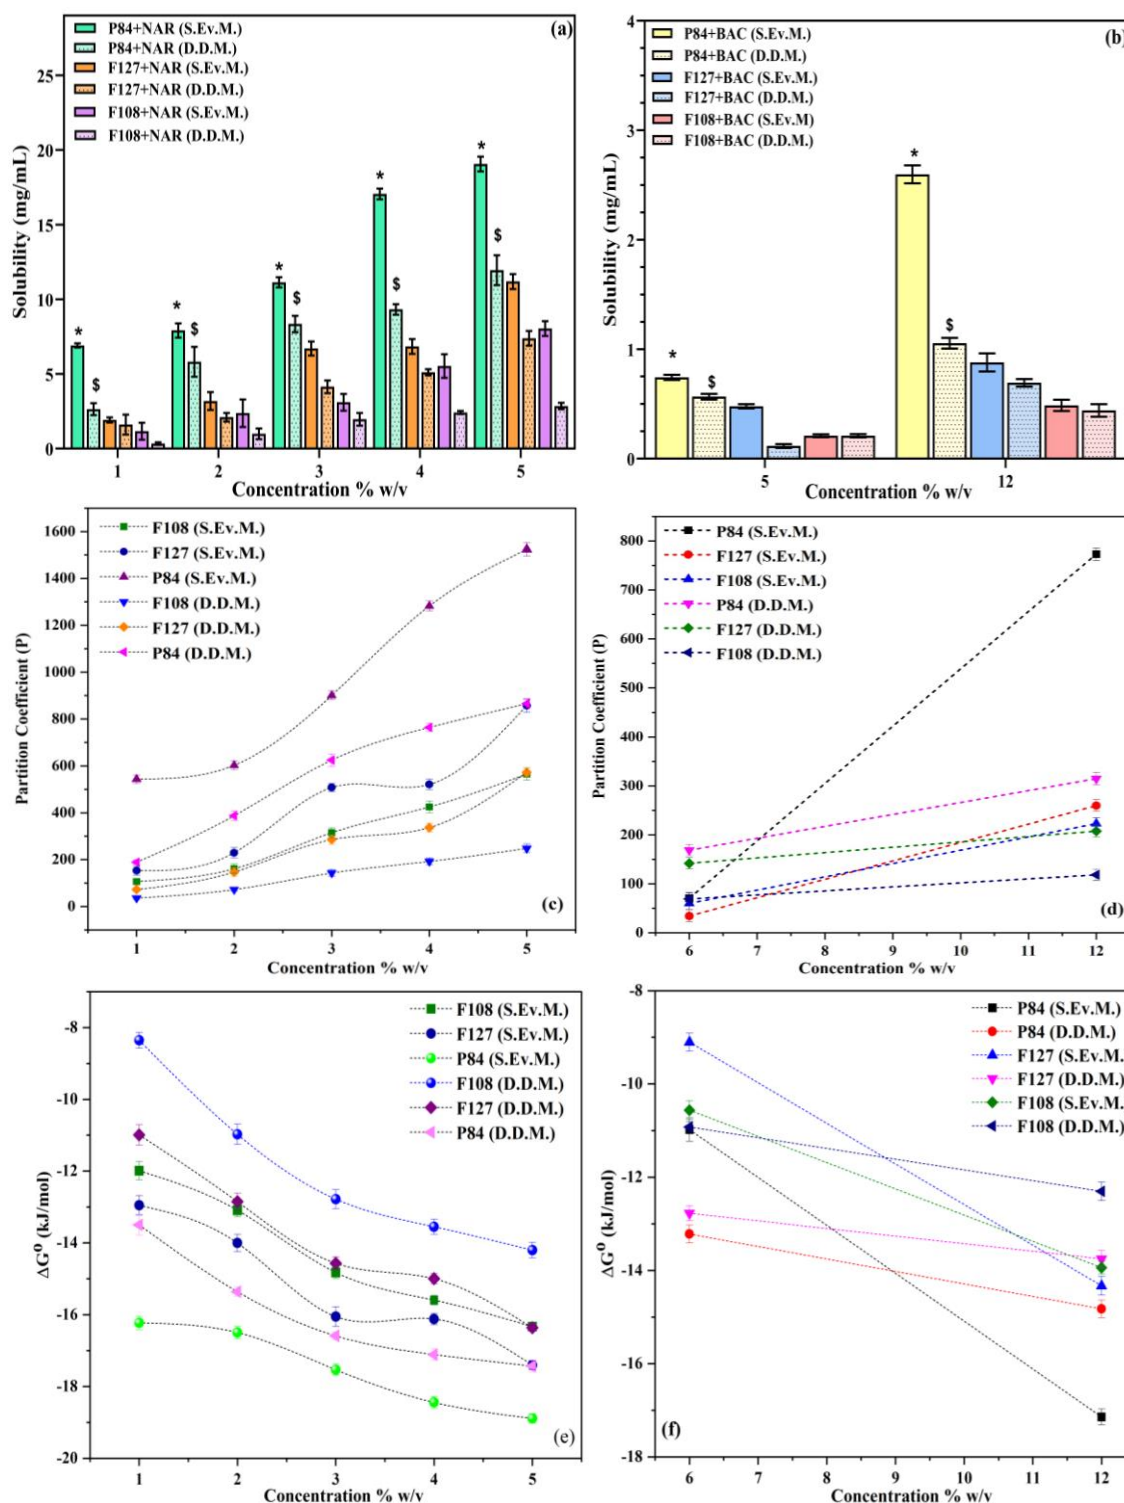 P84+NAR (S.Ev.M.)
P84+NAR (D.D.M.)
F127+NAR (S.Ev.M.)
F127+NAR (D.D.M.)
F108+NAR (S.Ev.M.)
F108+NAR (D.D.M.)
(a)
Solubility (mg/mL)
25
20
15
10
5
0
* $ * $ * $ * $ * $
1 2 3 4 5
Concentration % w/v
P84+BAC (S.Ev.M.)
P84+BAC (D.D.M.)
F127+BAC (S.Ev.M.)
F127+BAC (D.D.M.)
F108+BAC (S.Ev.M)
F108+BAC (D.D.M.)
(b)
Solubility (mg/mL)
4
3
2
1
0
* $ * $
5 12
Concentration % w/v
F108 (S.Ev.M.)
F127 (S.Ev.M.)
P84 (S.Ev.M.)
F108 (D.D.M.)
F127 (D.D.M.)
P84 (D.D.M.)
Partition Coefficient (P)
1600
1400
1200
1000
800
600
400
200
0
(c)
1 2 3 4 5
Concentration % w/v
P84 (S.Ev.M.)
F127 (S.Ev.M.)
F108 (S.Ev.M.)
P84 (D.D.M.)
F127 (D.D.M.)
F108 (D.D.M.)
Partition Coefficient (P)
800
700
600
500
400
300
200
100
0
(d)
6 7 8 9 10 11 12
Concentration % w/v
F108 (S.Ev.M.)
F127 (S.Ev.M.)
P84 (S.Ev.M.)
F108 (D.D.M.)
F127 (D.D.M.)
P84 (D.D.M.)
ΔG⁰ (kJ/mol)
-8
-10
-12
-14
-16
-18
-20
(e)
1 2 3 4 5
Concentration % w/v
P84 (S.Ev.M.)
P84 (D.D.M.)
F127 (S.Ev.M.)
F127 (D.D.M.)
F108 (S.Ev.M.)
F108 (D.D.M.)
ΔG⁰ (kJ/mol)
-8
-10
-12
-14
-16
-18
(f)
6 7 8 9 10 11 12
Concentration % w/v